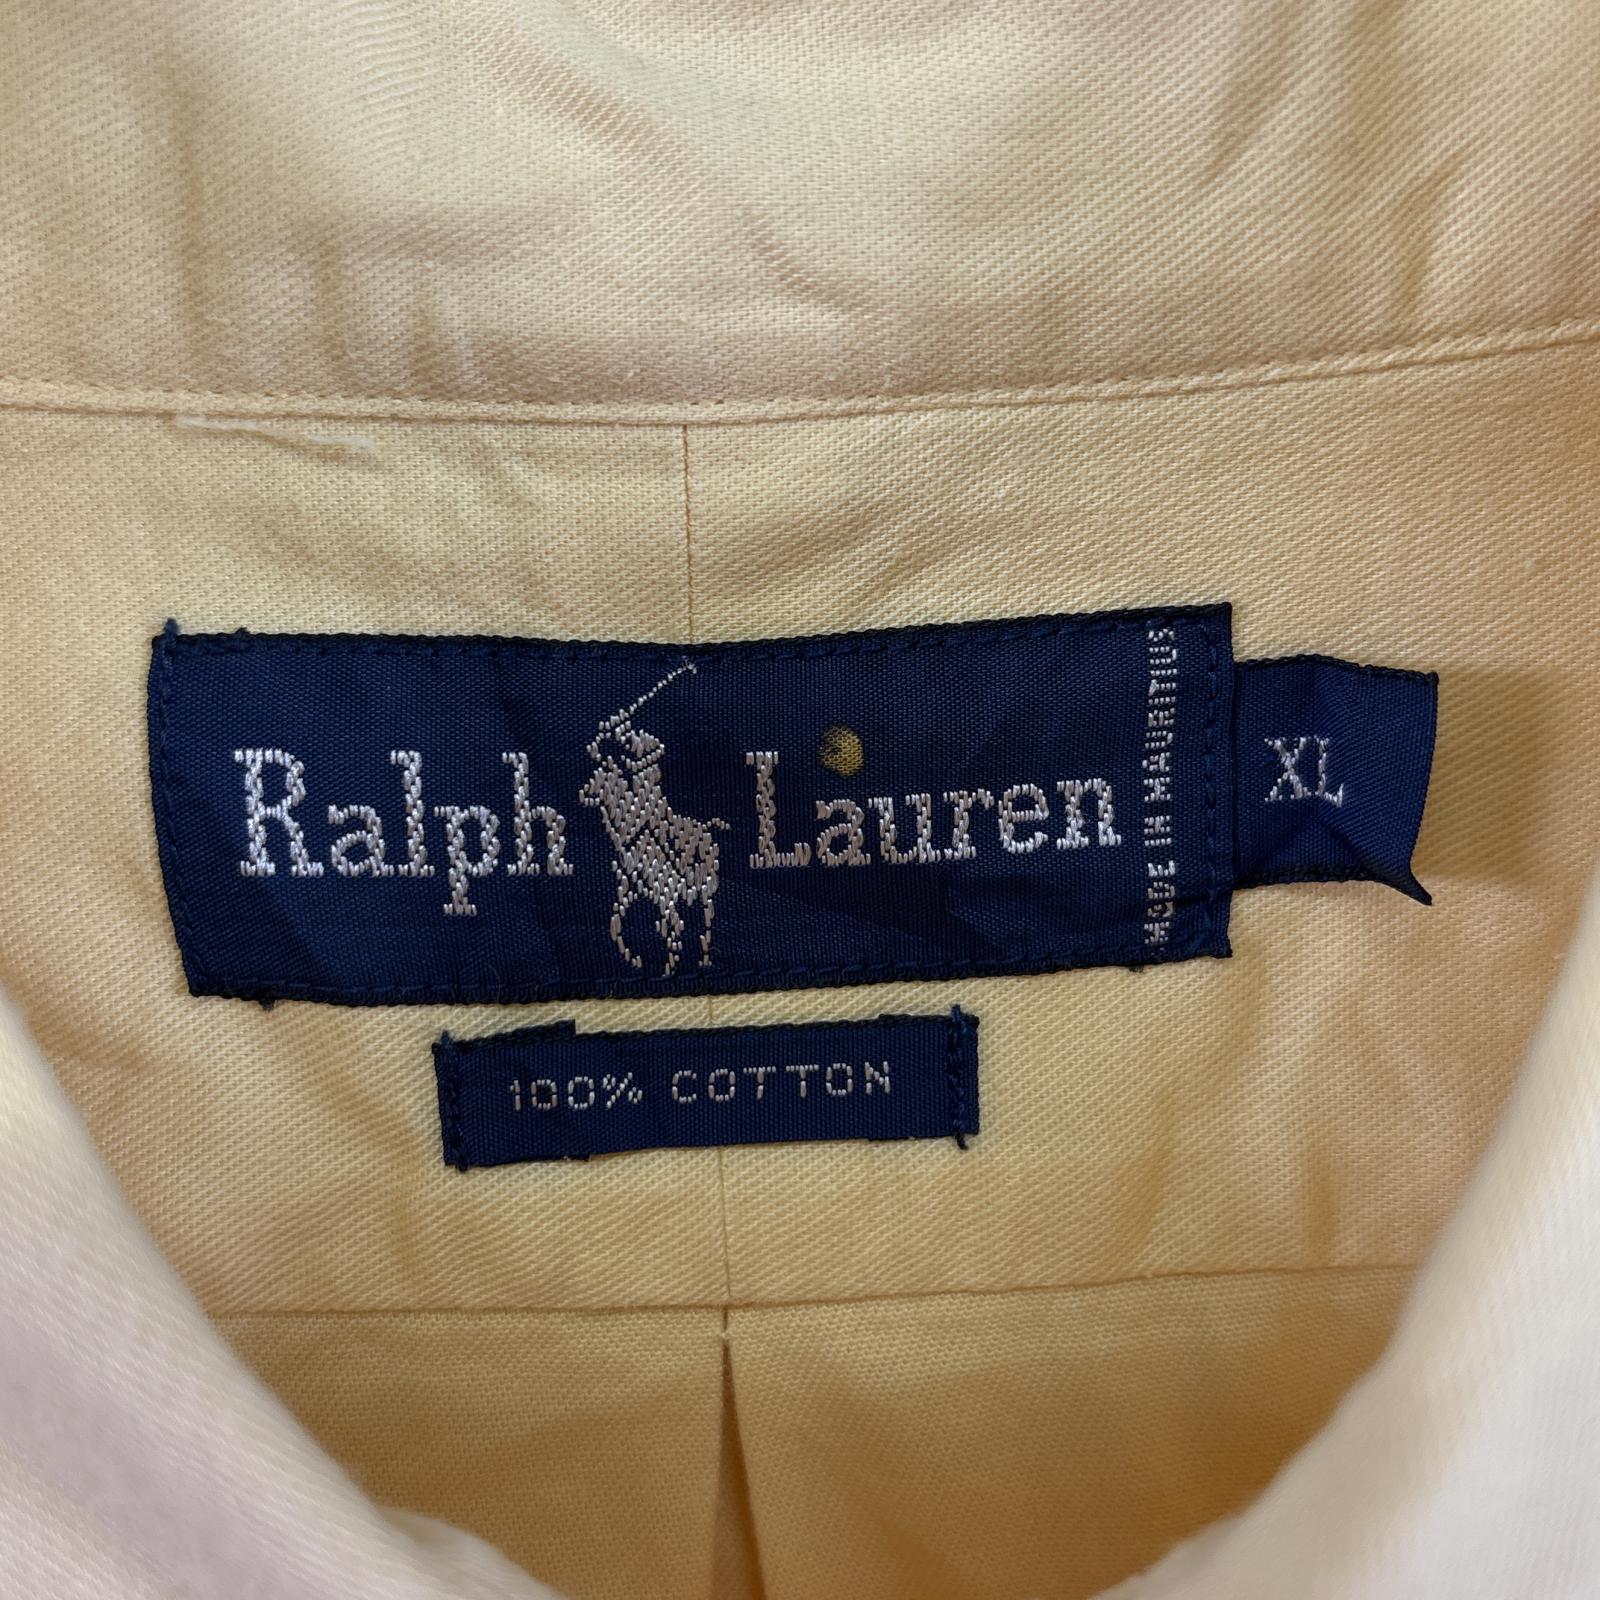 Ralph Lauren
MADE IN MAURITIUS
XL
100% COTTON